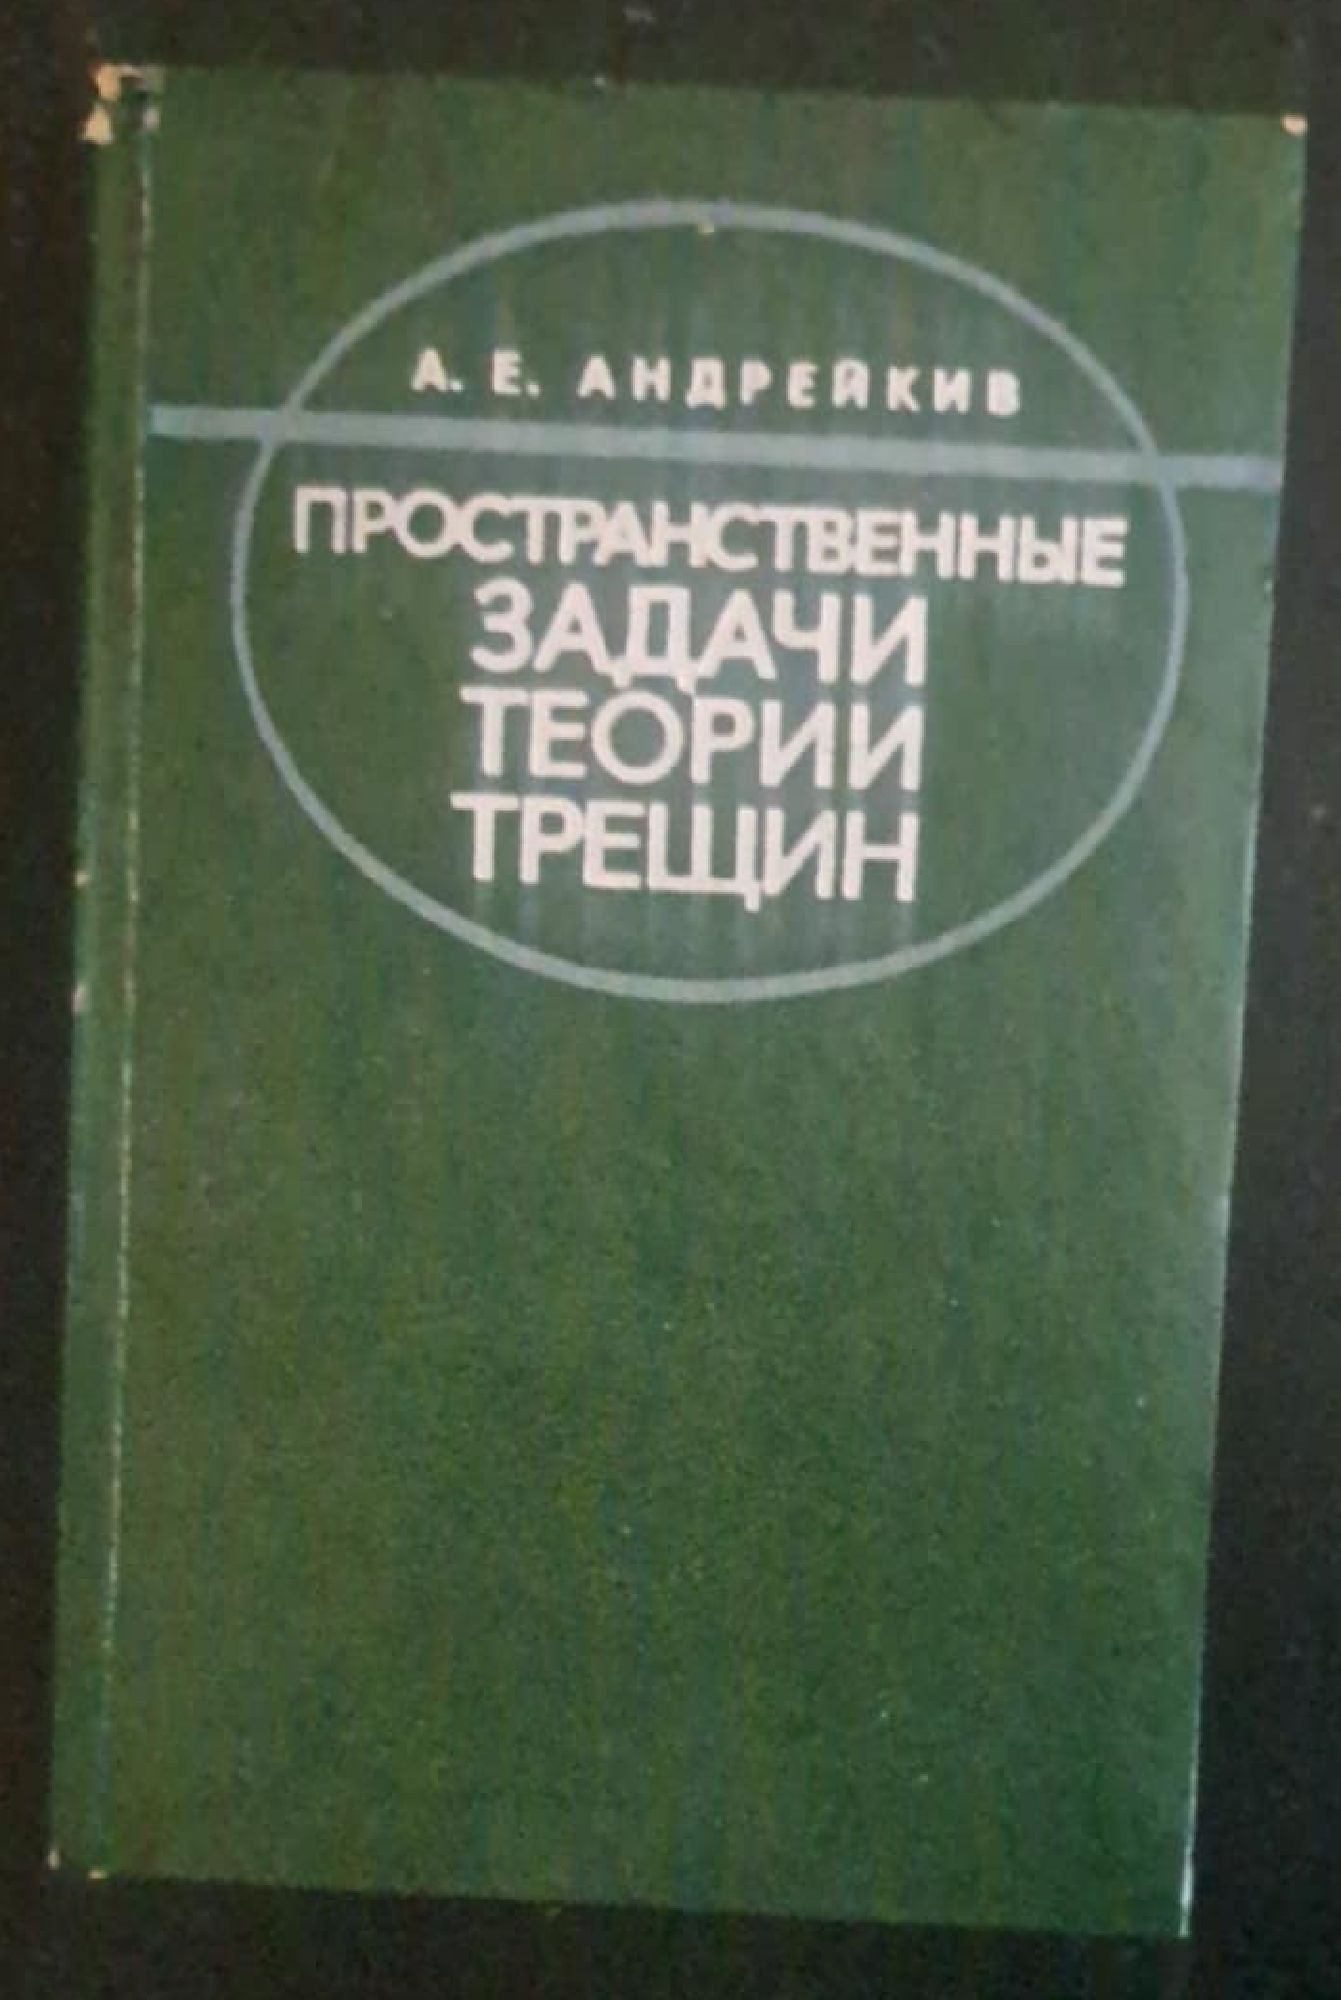 А. Е. АНДРЕЙКИВ
ПРОСТРАНСТВЕННЫЕ
ЗАДАЧИ
ТЕОРИИ
ТРЕЩИН